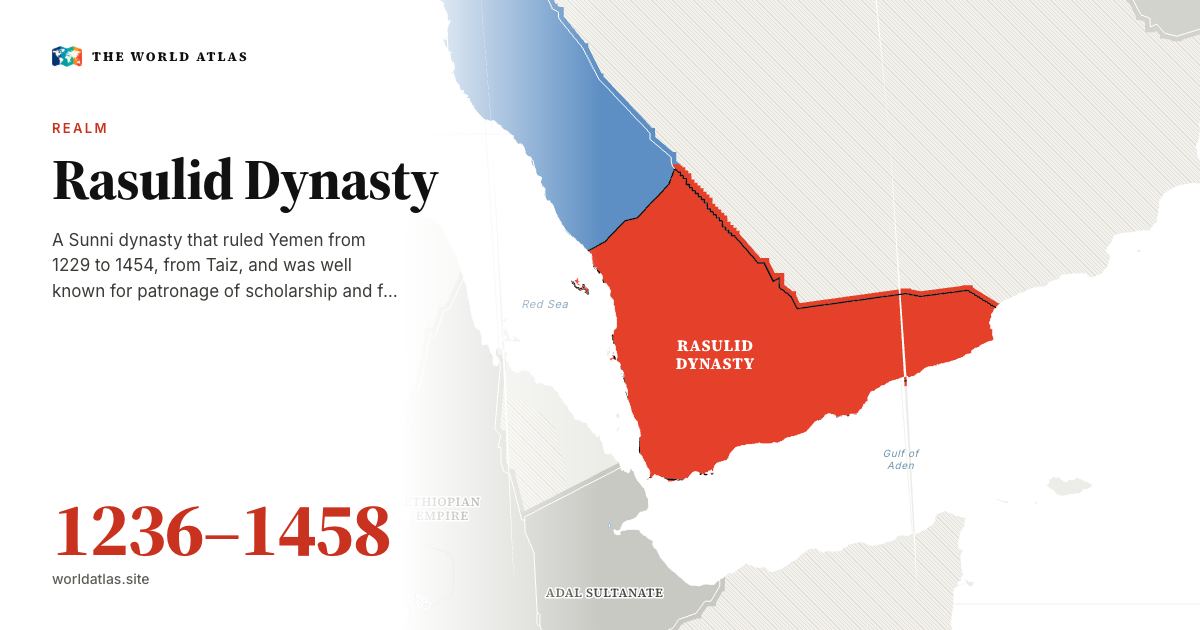 THE WORLD ATLAS
REALM
Rasulid Dynasty
A Sunni dynasty that ruled Yemen from
1229 to 1454, from Taiz, and was well
known for patronage of scholarship and f...
Red Sea
RASULID
DYNASTY
Gulf of
Aden
ETHIOPIAN
EMPIRE
ADAL SULTANATE
1236–1458
worldatlas.site